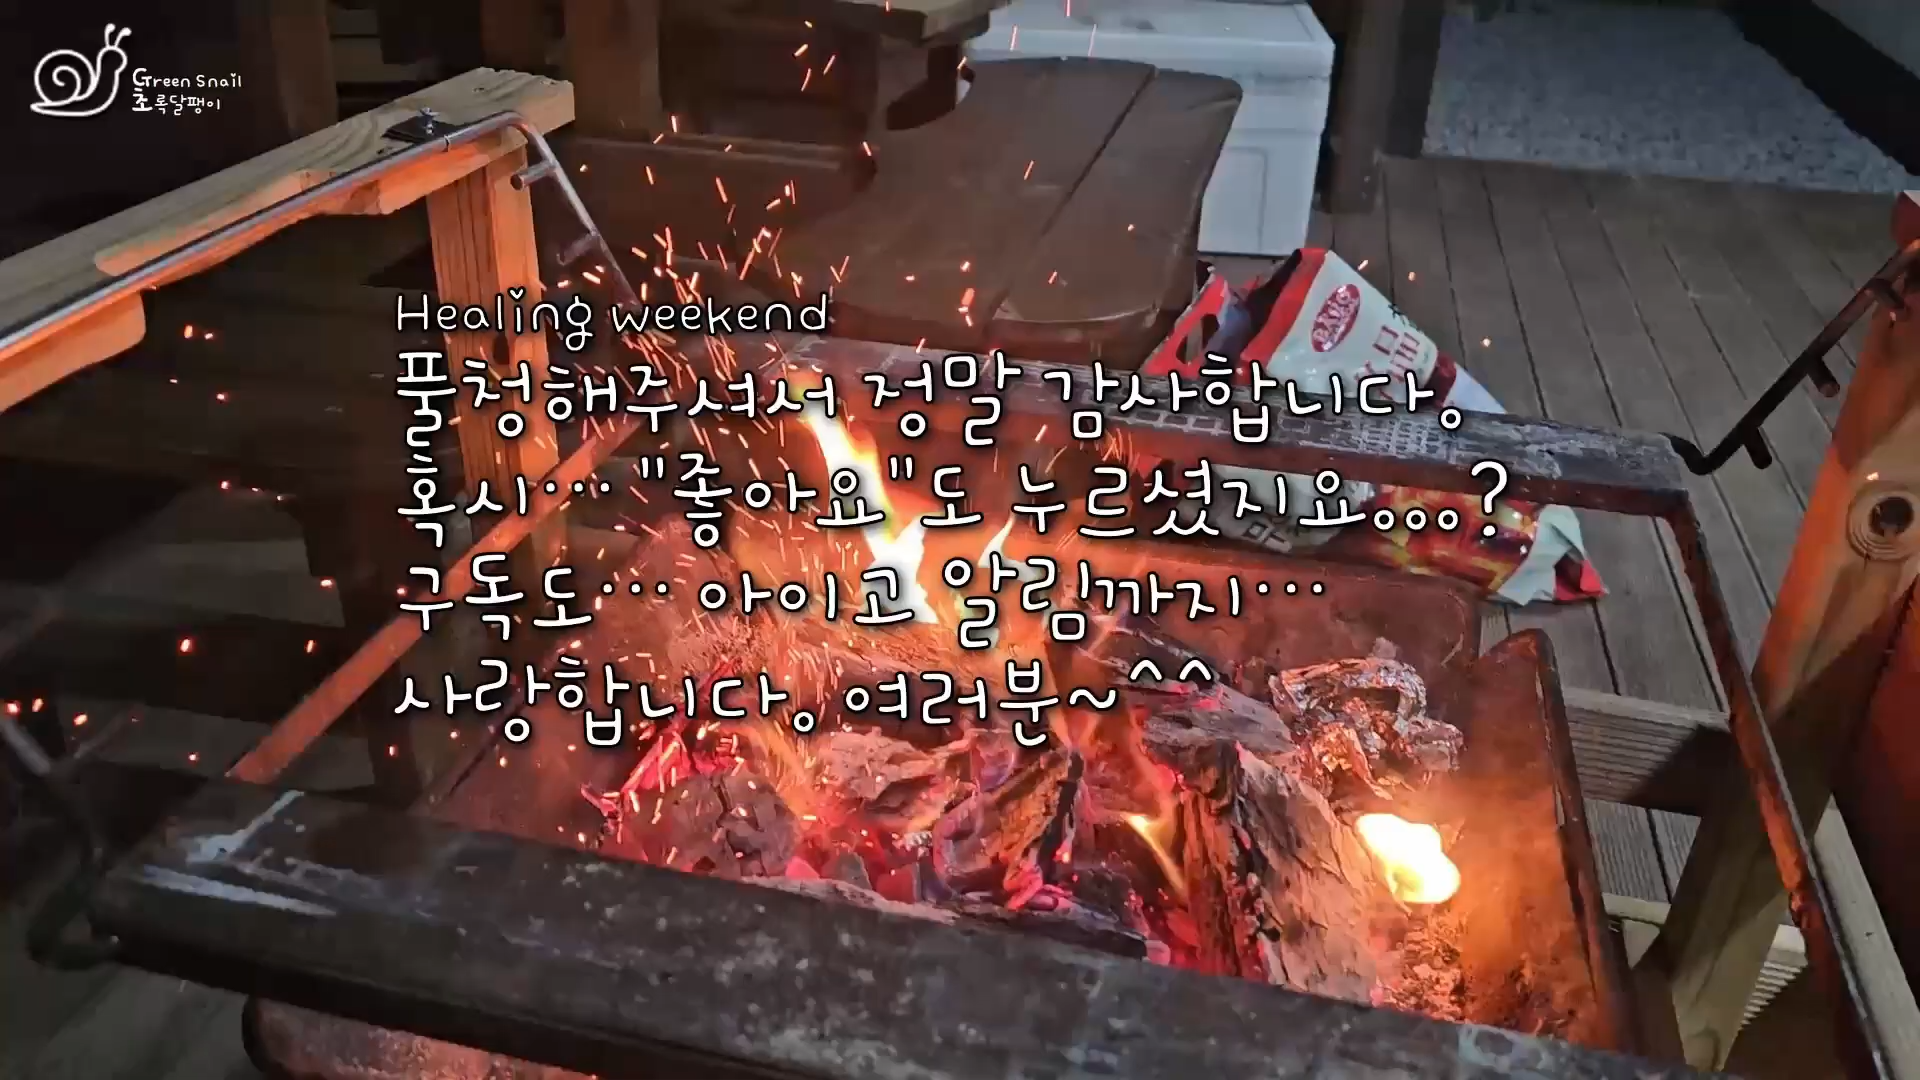 Green Snail
초록달팽이
Healing weekend
풀청해주셔서 정말 감사합니다.
혹시… "좋아요"도 누르셨지요...?
구독도… 아이고 알림까지…
사랑합니다. 여러분~^^